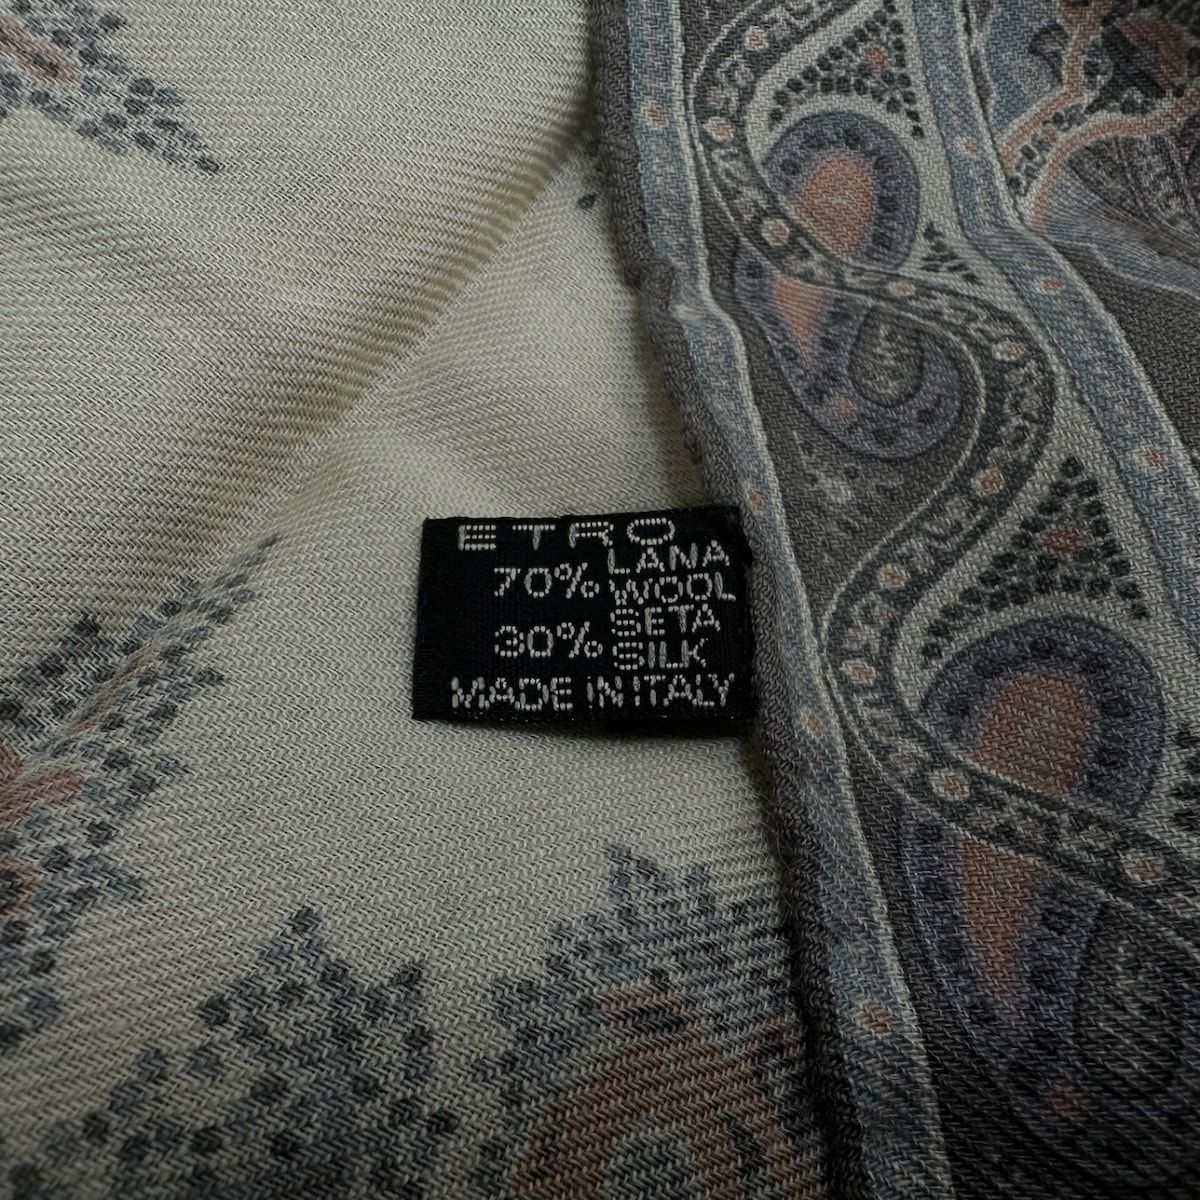 ETRO
70% LANA
WOOL
30% SETA
SILK
MADE IN ITALY